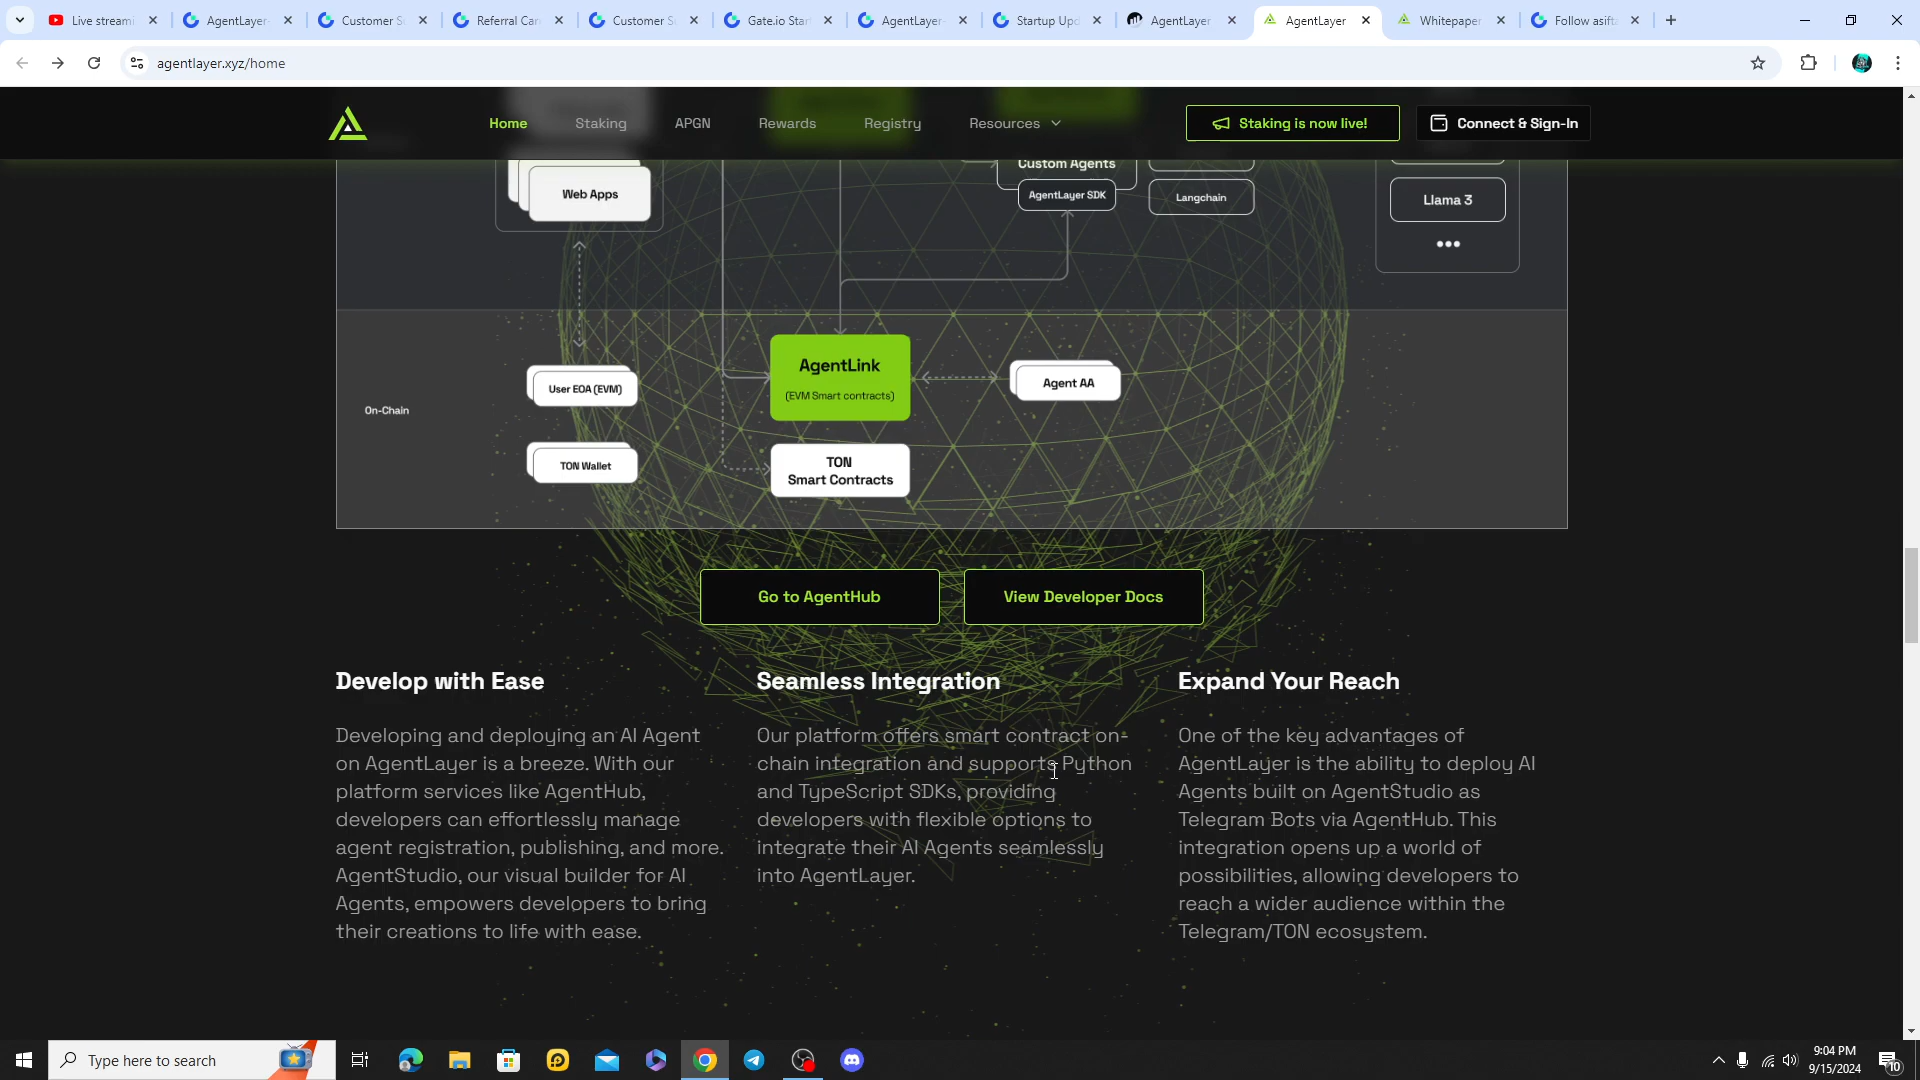 Live streami
AgentLayer-
Customer S
Referral Can
Customer S
Gate.io Star
AgentLayer-
Startup Upd
AgentLayer
AgentLayer
Whitepaper
Follow asifta
agentlayer.xyz/home
Home
Staking
APGN
Rewards
Registry
Resources
Staking is now live!
Connect & Sign-In
Custom Agents
Web Apps
AgentLayer SDK
Langchain
Llama 3
AgentLink
(EVM Smart contracts)
User EOA (EVM)
Agent AA
On-Chain
TON Wallet
TON
Smart Contracts
Go to AgentHub
View Developer Docs
Develop with Ease
Developing and deploying an AI Agent
on AgentLayer is a breeze. With our
platform services like AgentHub,
developers can effortlessly manage
agent registration, publishing, and more.
AgentStudio, our visual builder for AI
Agents, empowers developers to bring
their creations to life with ease.
Seamless Integration
Our platform offers smart contract on-
chain integration and supports Python
and TypeScript SDKs, providing
developers with flexible options to
integrate their AI Agents seamlessly
into AgentLayer.
Expand Your Reach
One of the key advantages of
AgentLayer is the ability to deploy AI
Agents built on AgentStudio as
Telegram Bots via AgentHub. This
integration opens up a world of
possibilities, allowing developers to
reach a wider audience within the
Telegram/TON ecosystem.
Type here to search
9:04 PM
9/15/2024
10